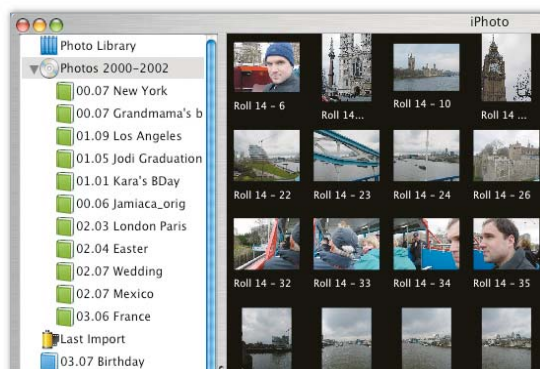 iPhoto
Photo Library
Photos 2000-2002
00.07 New York
00.07 Grandmama's b
01.09 Los Angeles
01.05 Jodi Graduation
01.01 Kara's BDay
00.06 Jamiaca_orig
02.03 London Paris
02.04 Easter
02.07 Wedding
02.07 Mexico
03.06 France
Last Import
03.07 Birthday
Roll 14 - 6
Roll 14...
Roll 14 - 10
Roll 14 ...
Roll 14 - 22
Roll 14 - 23
Roll 14 - 24
Roll 14 - 26
Roll 14 - 32
Roll 14 - 33
Roll 14 - 34
Roll 14 - 35